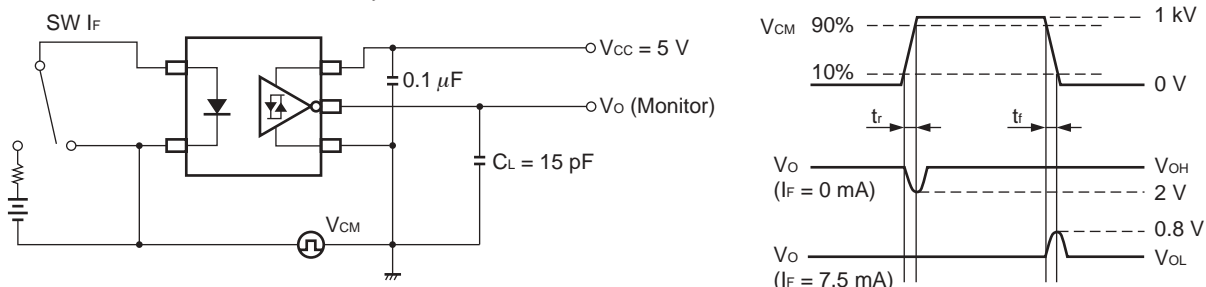 SW IF
VCC = 5 V
0.1 μF
VO (Monitor)
CL = 15 pF
VCM
VCM 90%
10%
1 kV
0 V
tr
tf
VO
(IF = 0 mA)
VOH
2 V
0.8 V
VO
(IF = 7.5 mA)
VOL